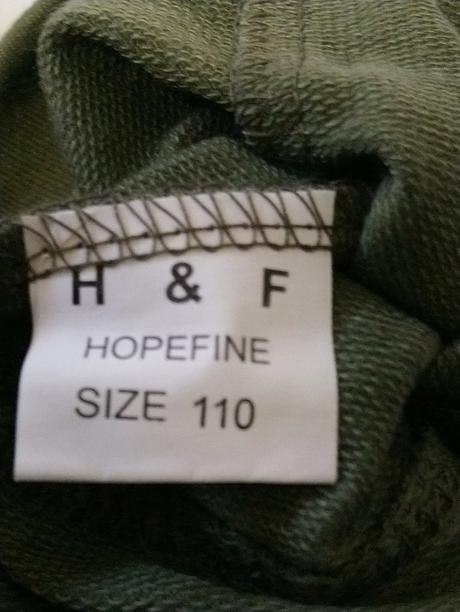 H & F
HOPEFINE
SIZE 110